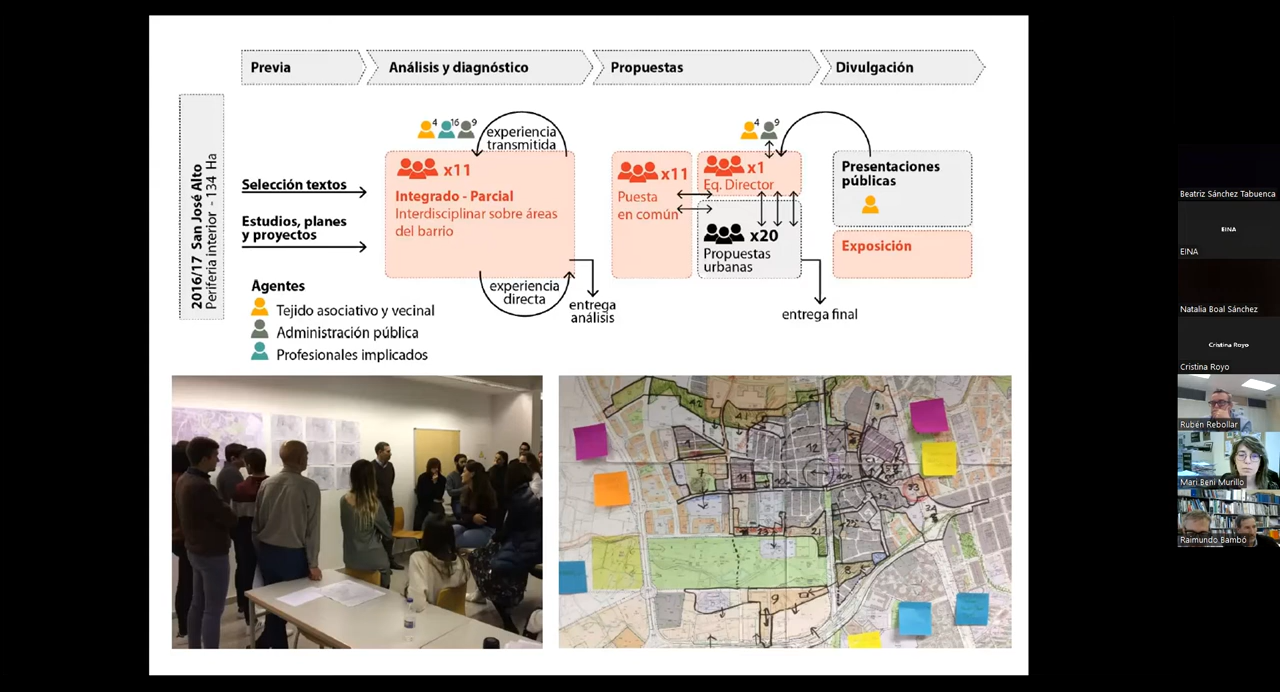 Previa
Análisis y diagnóstico
Propuestas
Divulgación
2016/17 San José Alto
Periferia interior - 134 Ha
Selección textos
Estudios, planes
y proyectos
4
16
9
experiencia
transmitida
x11
Integrado - Parcial
Interdisciplinar sobre áreas
del barrio
experiencia
directa
entrega
análisis
x11
Puesta
en común
4
9
x1
Eq. Director
x20
Propuestas
urbanas
entrega final
Presentaciones
públicas
Exposición
Agentes
Tejido asociativo y vecinal
Administración pública
Profesionales implicados
Beatriz Sánchez Tabuenca
EINA
EINA
Natalia Boal Sánchez
Cristina Royo
Cristina Royo
Rubén Rebollar
Mari.Beni Murillo
Raimundo Bambó